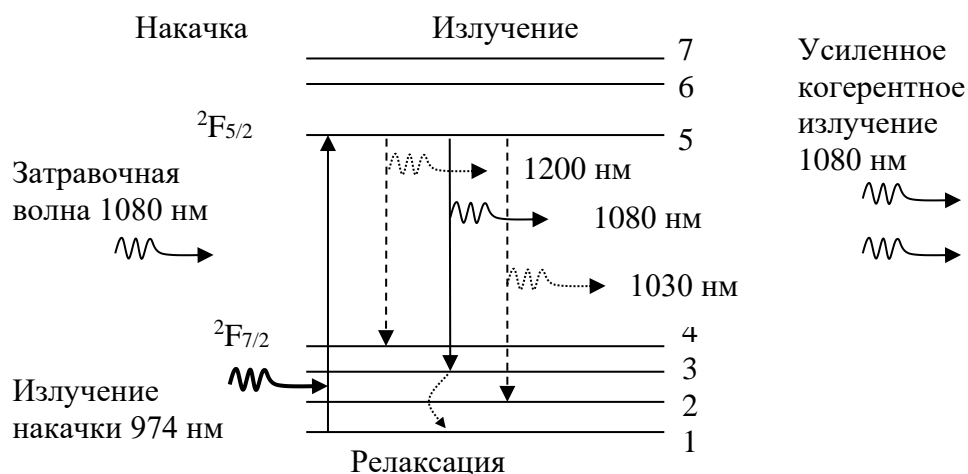 Накачка
Излучение
7
6
²F₅/₂
5
Усиленное
когерентное
излучение
1080 нм
Затравочная
волна 1080 нм
1200 нм
1080 нм
1030 нм
²F₇/₂
4
3
2
1
Излучение
накачки 974 нм
Релаксация